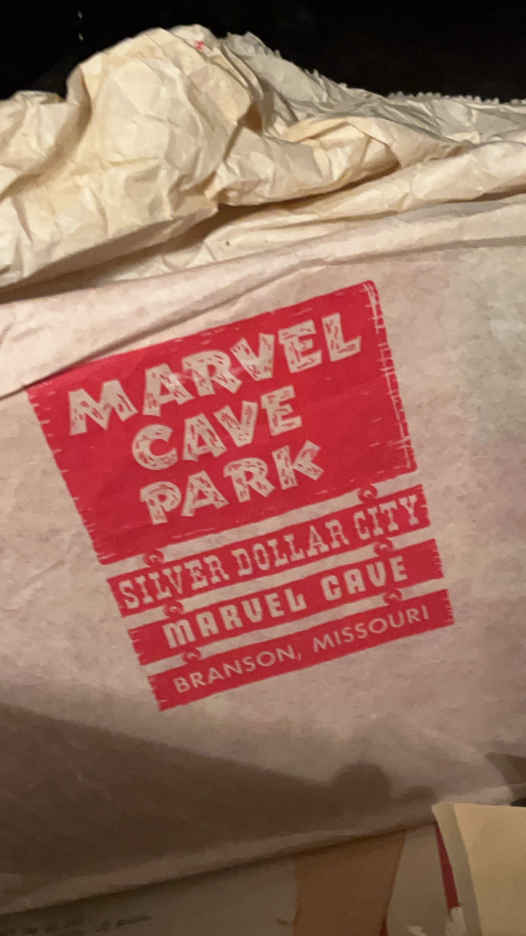 MARVEL
CAVE
PARK
SILVER DOLLAR CITY
MARVEL CAVE
BRANSON, MISSOURI